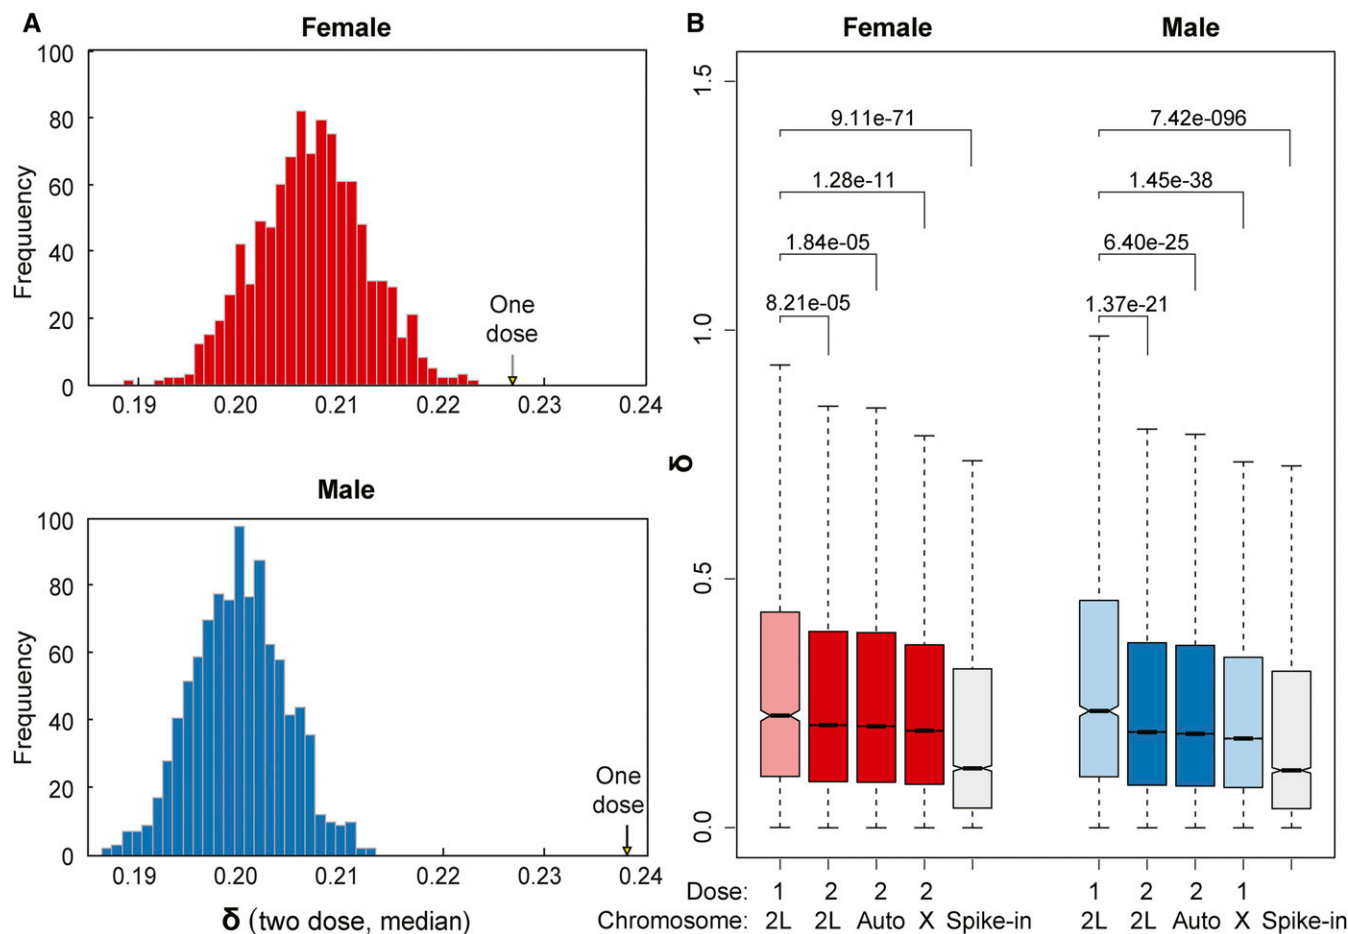 A
Female
100
80
60
40
20
0
Frequuency
One
dose
0.19 0.20 0.21 0.22 0.23 0.24
Male
100
80
60
40
20
0
Frequuency
One
dose
0.19 0.20 0.21 0.22 0.23 0.24
δ (two dose, median)
B
Female Male
1.5
1.0
0.5
0.0
δ
9.11e-71 7.42e-096
1.28e-11 1.45e-38
1.84e-05 6.40e-25
8.21e-05 1.37e-21
Dose: 1 2 2 2 1 2 2 1
Chromosome: 2L 2L Auto X Spike-in 2L 2L Auto X Spike-in